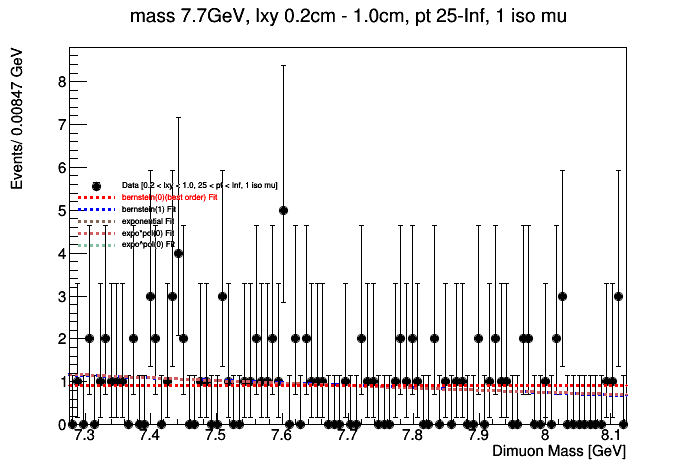 mass 7.7GeV, lxy 0.2cm - 1.0cm, pt 25-Inf, 1 iso mu
Events/ 0.00847 GeV
8
7
6
5
4
3
2
1
0
Data [0.2 < lxy < 1.0, 25 < pt < Inf, 1 iso mu]
bernstein(0)(best order) Fit
bernstein(1) Fit
exponential Fit
expo*pol(0) Fit
expo^pol(0) Fit
7.3 7.4 7.5 7.6 7.7 7.8 7.9 8 8.1
Dimuon Mass [GeV]